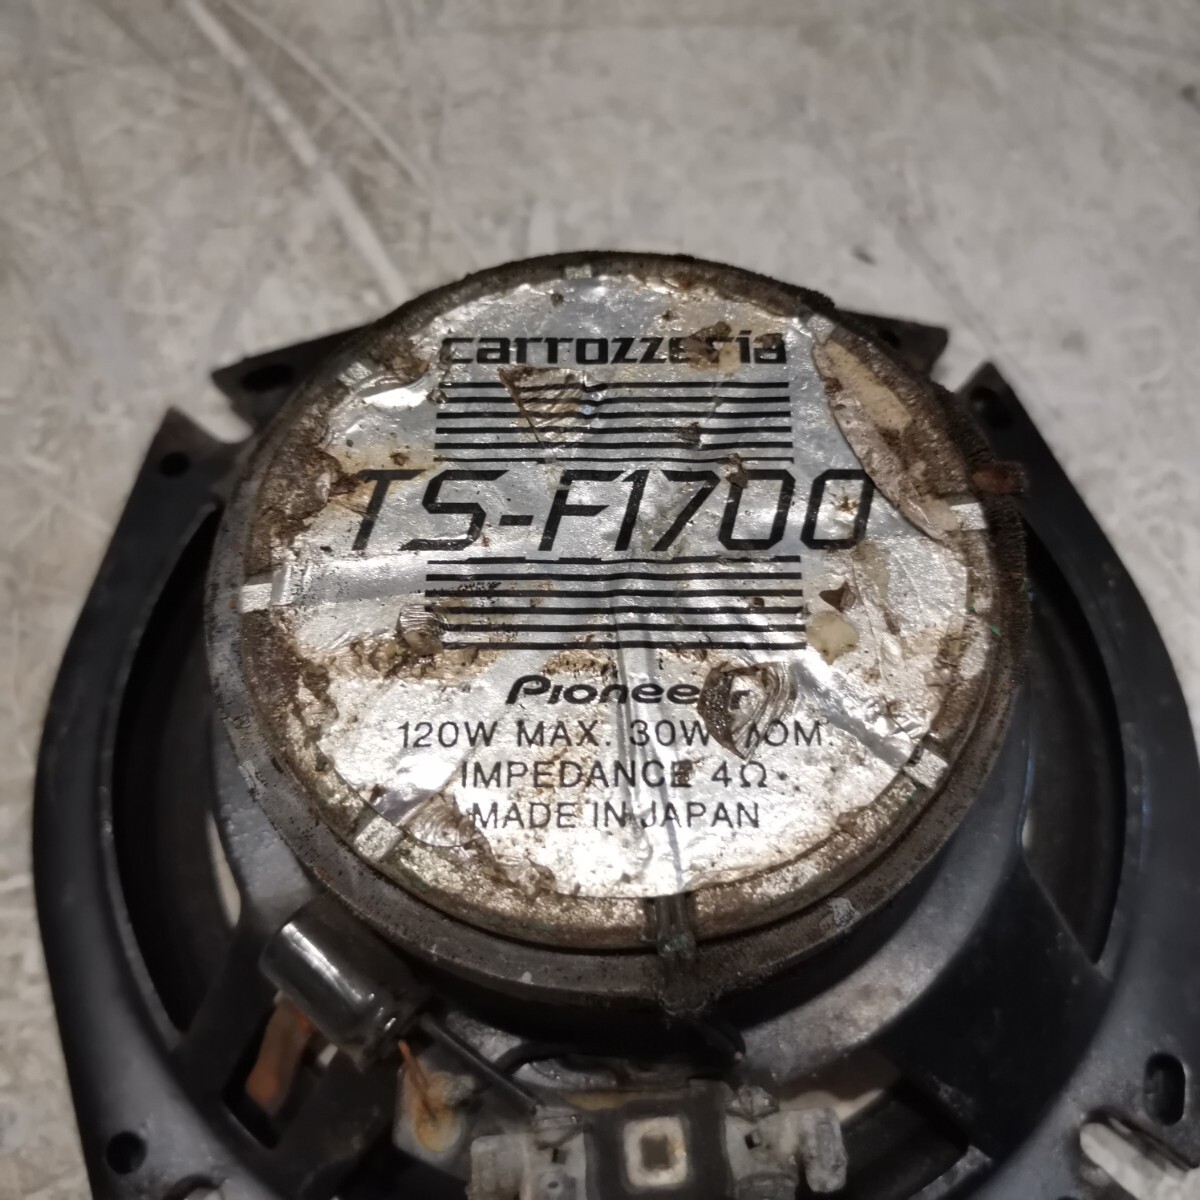 carrozzeria
TS-F1700
Pioneer
120W MAX. 30W NOM.
IMPEDANCE 4Ω
MADE IN JAPAN